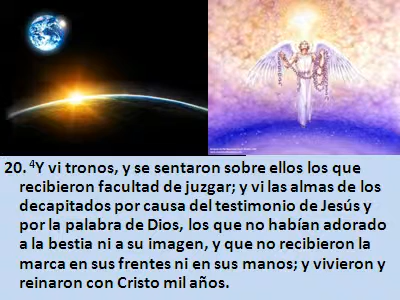 20. ⁴Y vi tronos, y se sentaron sobre ellos los que
recibieron facultad de juzgar; y vi las almas de los
decapitados por causa del testimonio de Jesús y
por la palabra de Dios, los que no habían adorado
a la bestia ni a su imagen, y que no recibieron la
marca en sus frentes ni en sus manos; y vivieron y
reinaron con Cristo mil años.